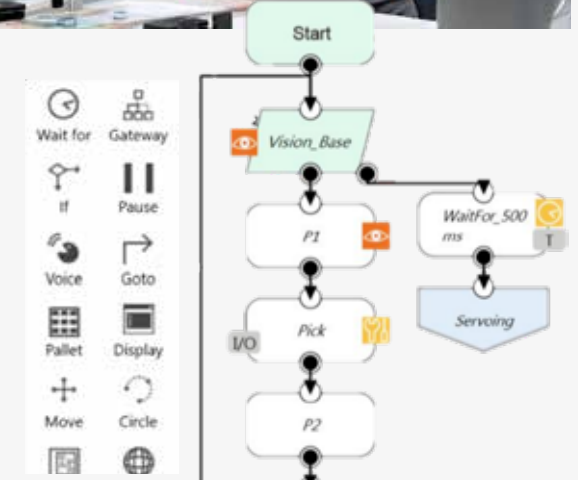 Start
Wait for
Gateway
Vision_Base
If
Pause
P1
WaitFor_500
ms
T
Voice
Goto
Pallet
Display
I/O
Pick
Servoing
Move
Circle
P2